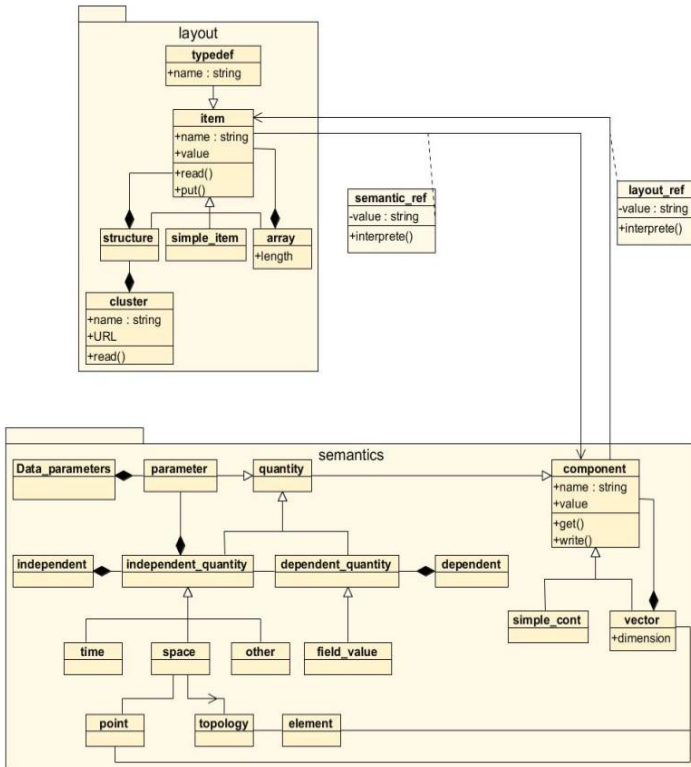 layout
typedef
+name : string
item
+name : string
+value
+read()
+put()
structure
simple_item
array
+length
cluster
+name : string
+URL
+read()
semantic_ref
-value : string
+interprete()
layout_ref
-value : string
+interprete()
semantics
Data_parameters
parameter
quantity
component
+name : string
+value
+get()
+write()
independent
independent_quantity
dependent_quantity
dependent
simple_cont
vector
+dimension
time
space
other
field_value
point
topology
element